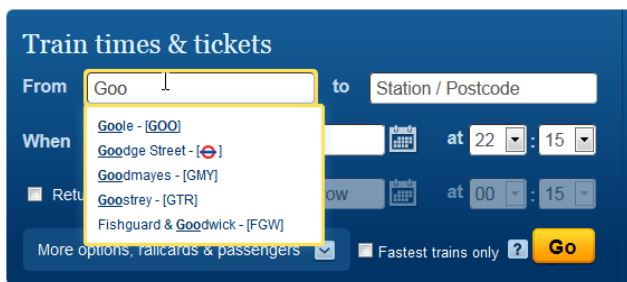 Train times & tickets
From Goo to Station / Postcode
Goole - [GOO]
When at 22 : 15
Goodge Street - [ ]
Goodmayes - [GMY]
Retu ow at 00 : 15
Goostrey - [GTR]
Fishguard & Goodwick - [FGW]
More options, railcards & passengers Fastest trains only ? Go